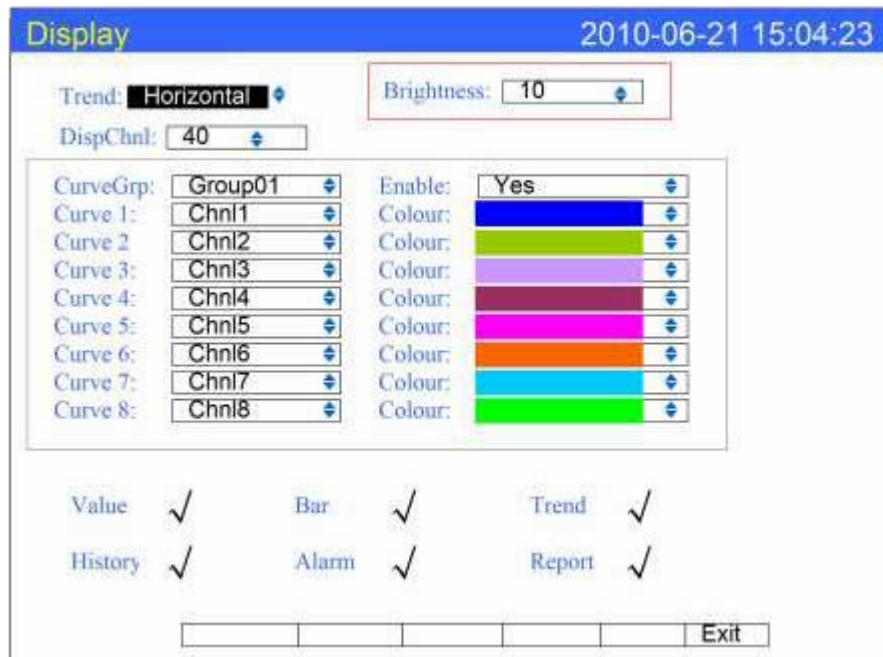 Display 2010-06-21 15:04:23
Trend: Horizontal Brightness: 10
DispChnl: 40
CurveGrp: Group01 Enable: Yes
Curve 1: Chnl1 Colour:
Curve 2 Chnl2 Colour:
Curve 3: Chnl3 Colour:
Curve 4: Chnl4 Colour:
Curve 5: Chnl5 Colour:
Curve 6: Chnl6 Colour:
Curve 7: Chnl7 Colour:
Curve 8: Chnl8 Colour:
Value √ Bar √ Trend √
History √ Alarm √ Report √
Exit